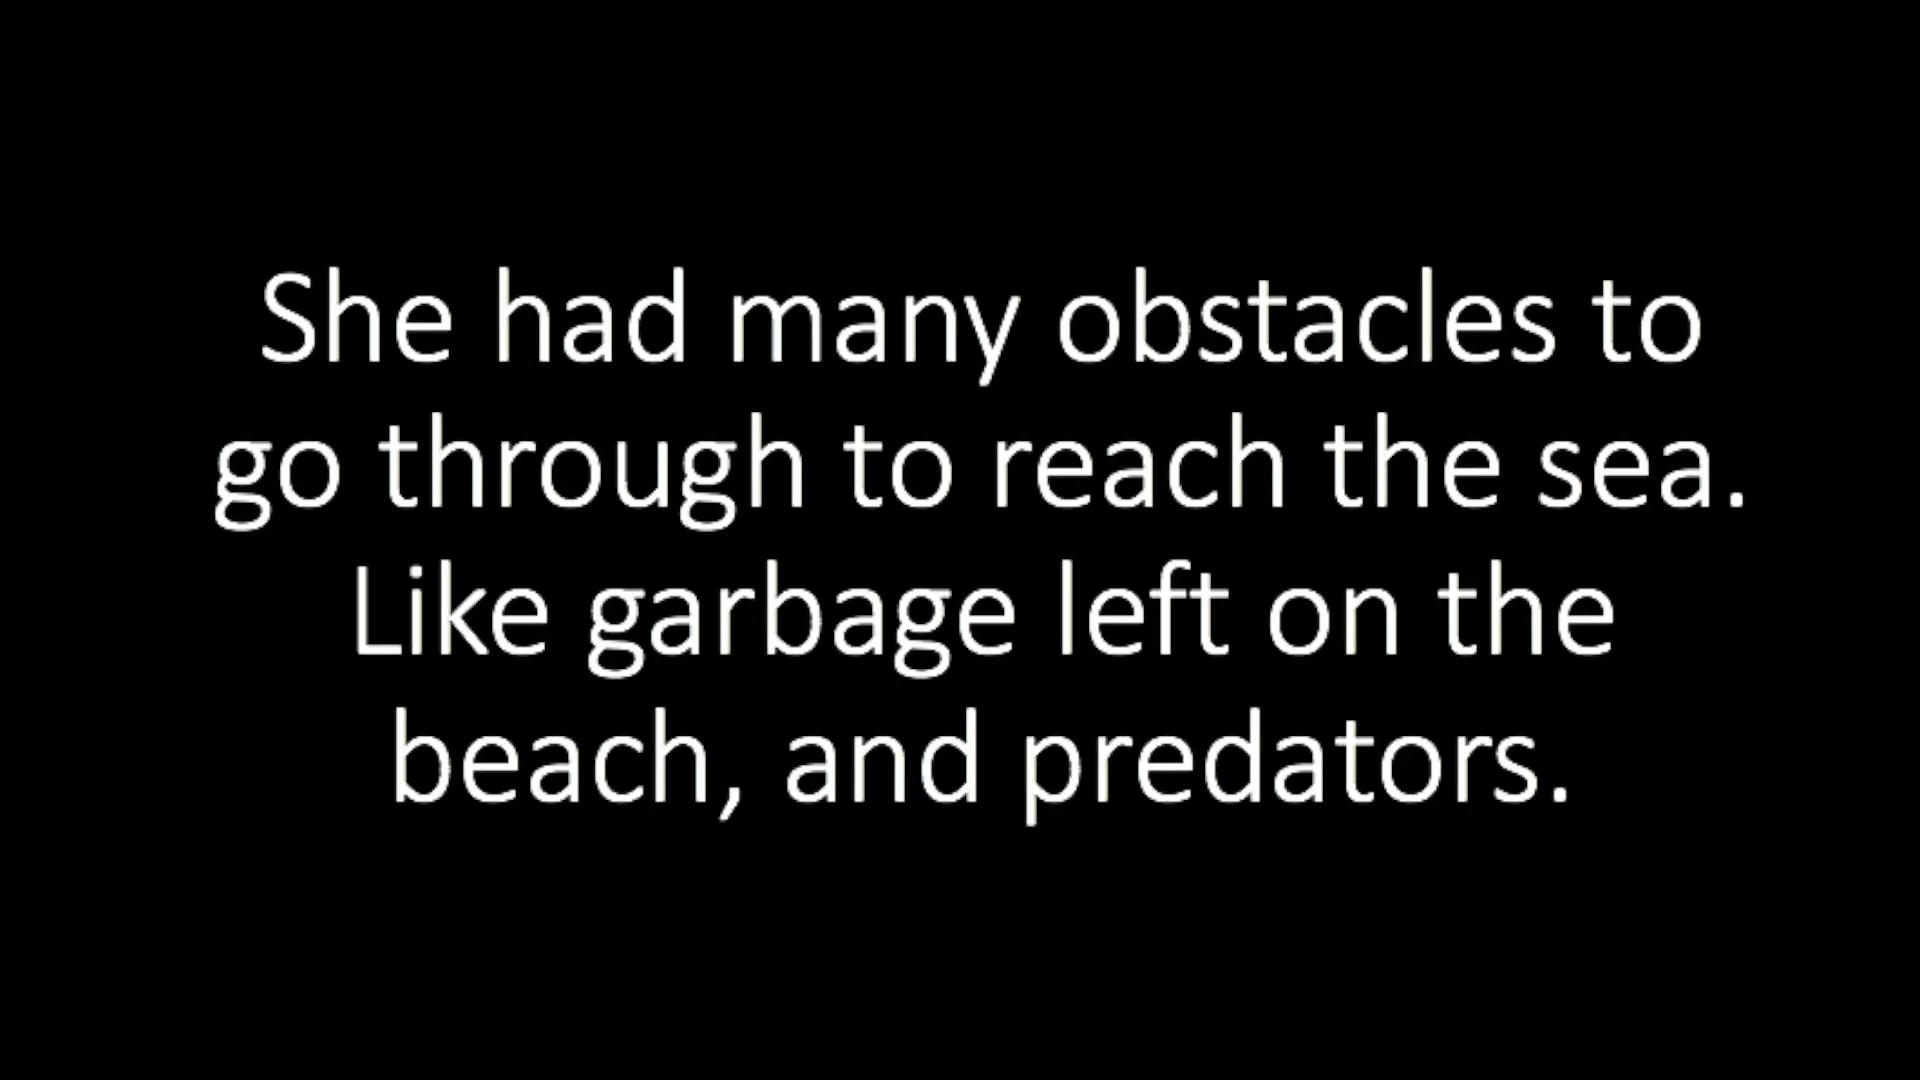 She had many obstacles to
go through to reach the sea.
Like garbage left on the
beach, and predators.